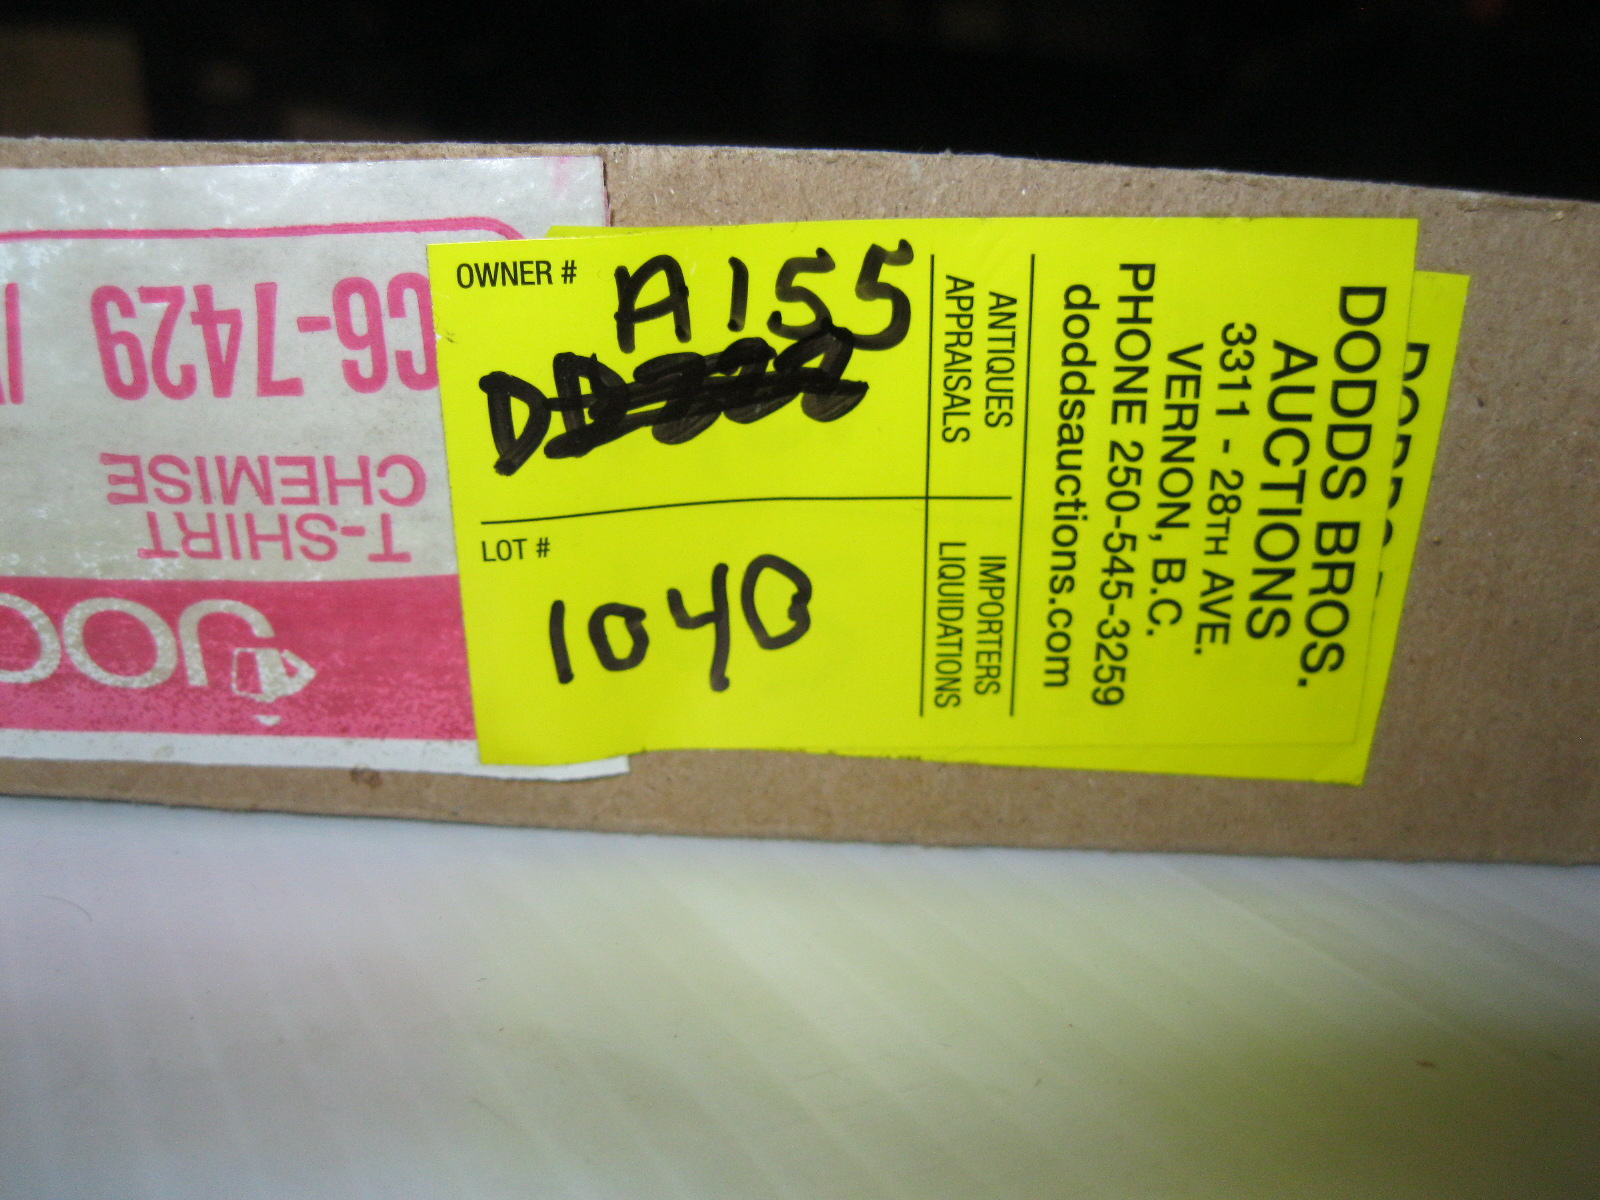 OWNER # A155
LOT #
1040
ANTIQUES
APPRAISALS
IMPORTERS
LIQUIDATIONS
DODDS BROS.
AUCTIONS
3311 - 28TH AVE.
VERNON, B.C.
PHONE 250-545-3259
doddsauctions.com
T-SHIRT
CHEMISE
C6-7429